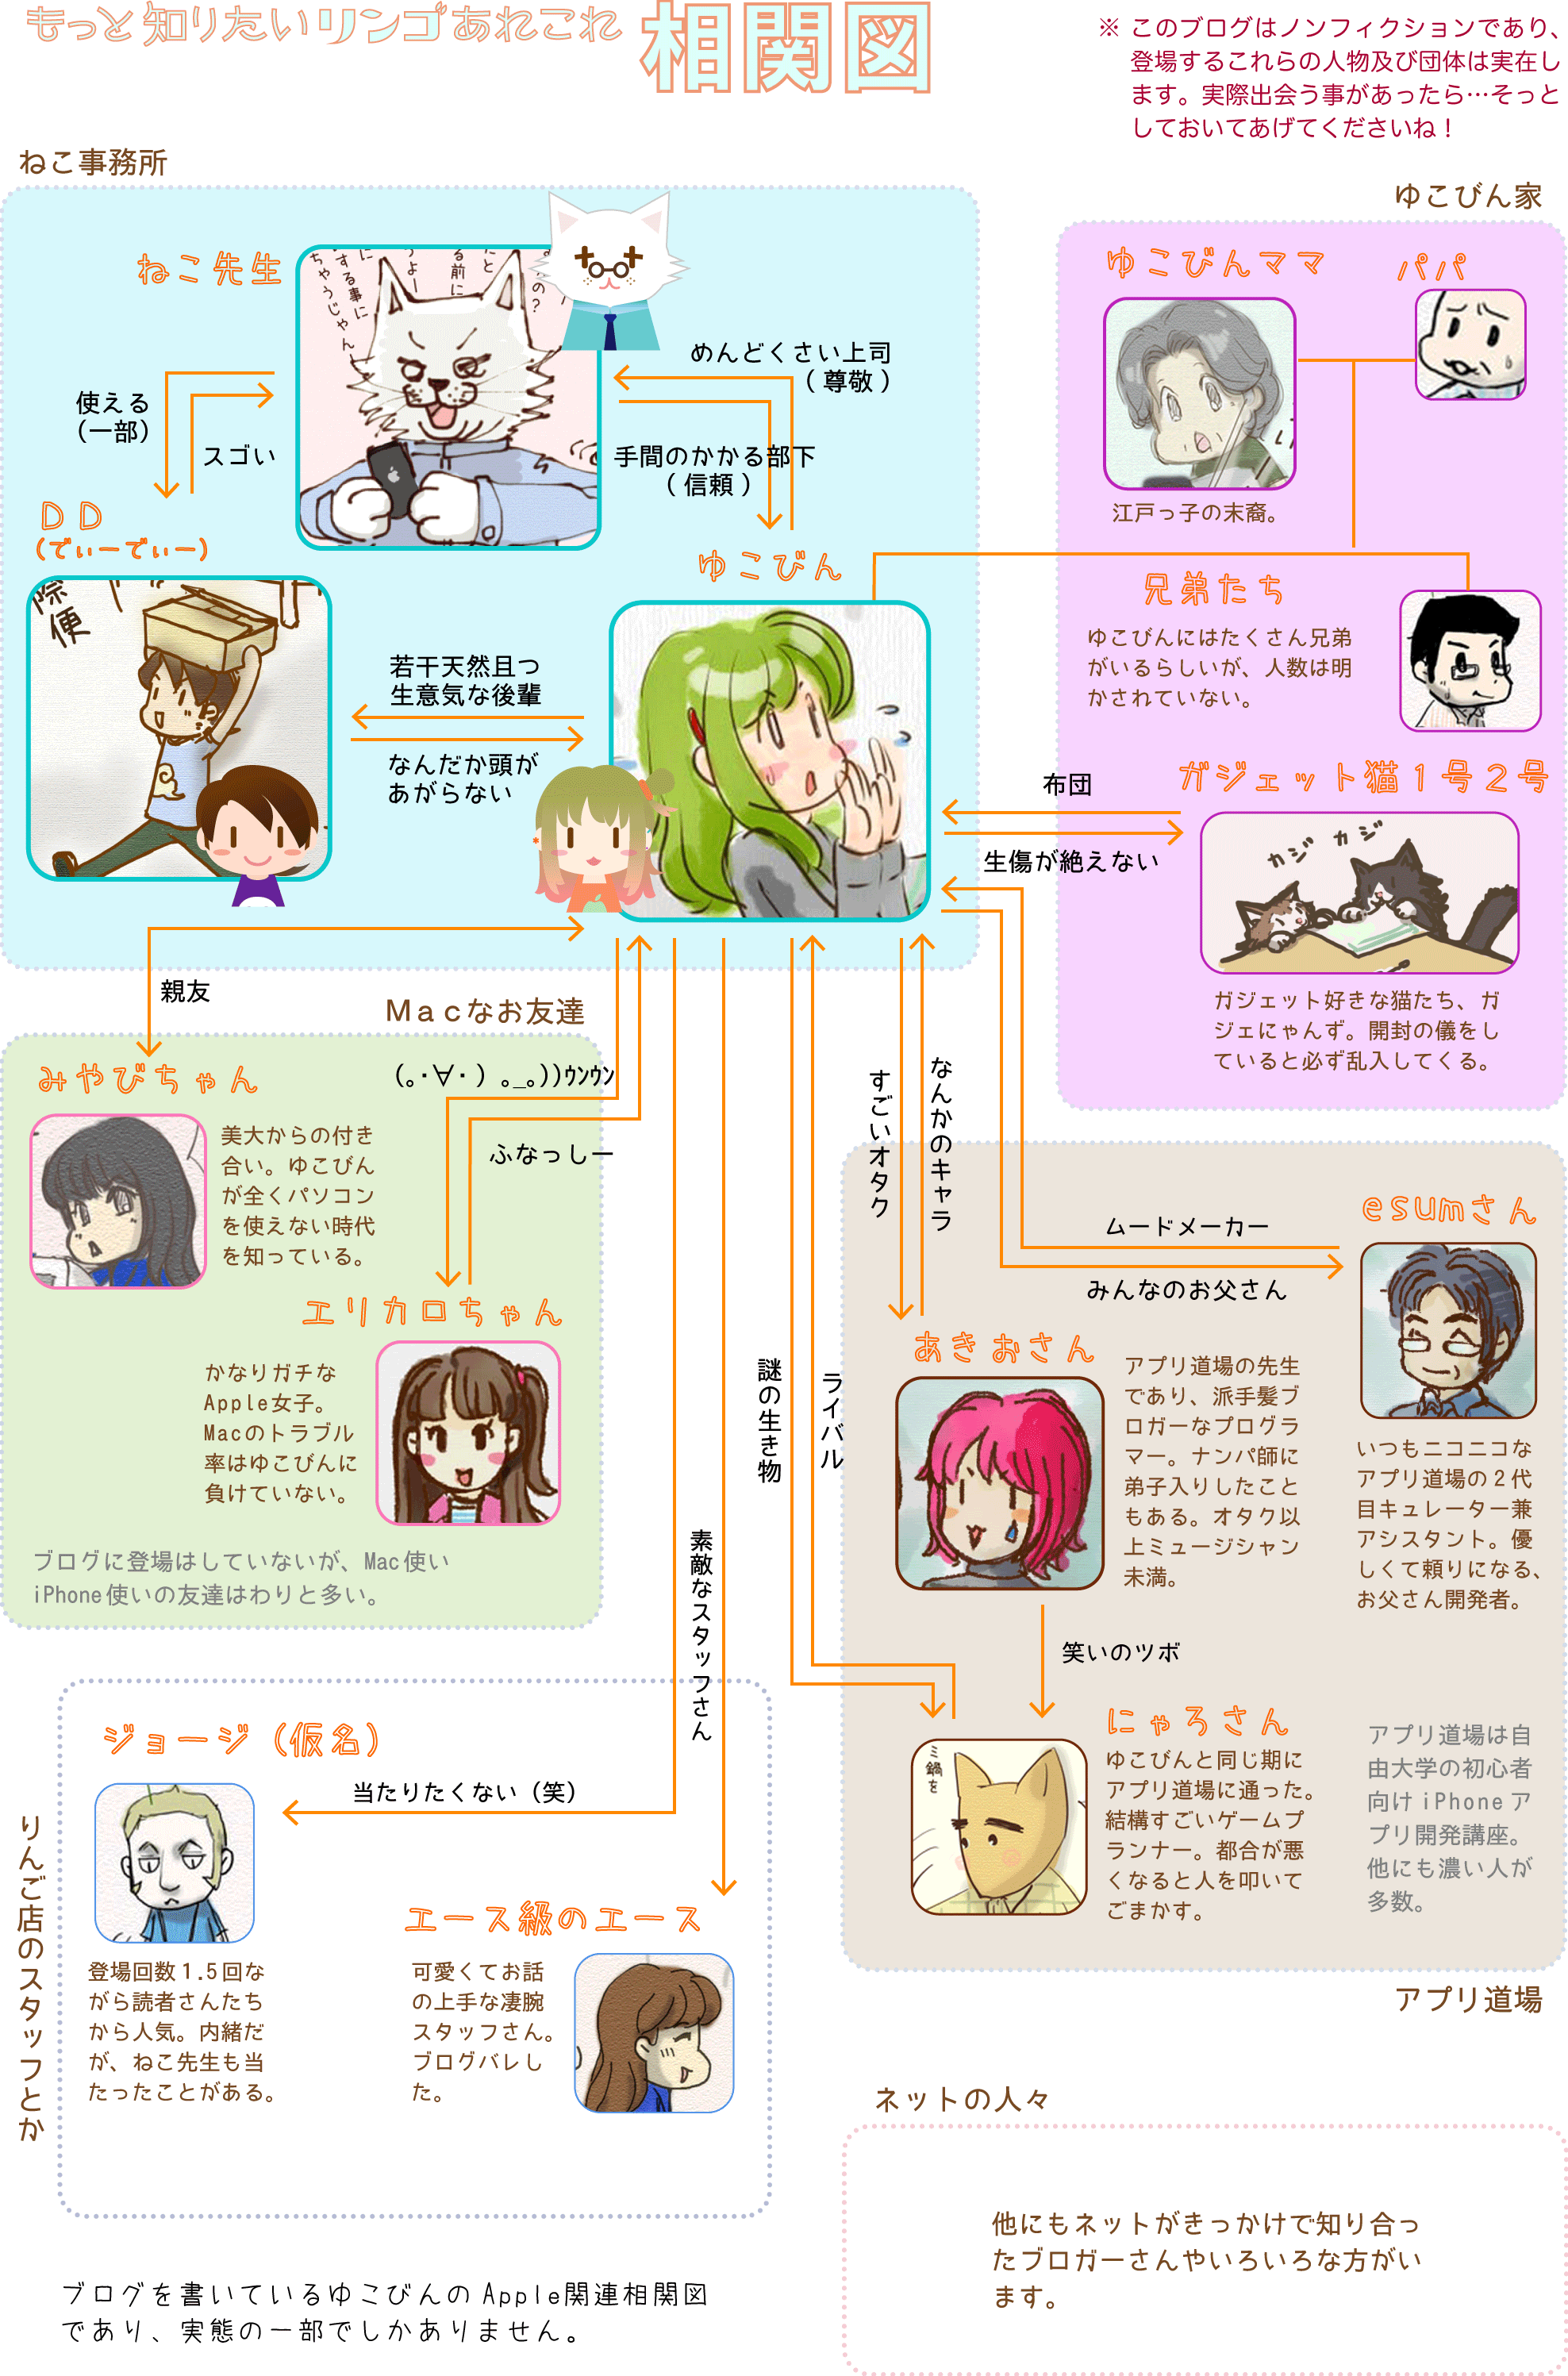 もっと知りたいリンゴあれこれ 相関図
※ このブログはノンフィクションであり、
登場するこれらの人物及び団体は実在し
ます。実際出会う事があったら…そっと
しておいてあげてくださいね！
ねこ事務所
ねこ先生
使える
（一部）
スゴい
めんどくさい上司
（ 尊敬 ）
手間のかかる部下
（ 信頼 ）
ＤＤ
（でぃーでぃー）
際
便
ゆこびん
若干天然且つ
生意気な後輩
なんだか頭が
あがらない
親友
ゆこびん家
ゆこびんママ
パパ
江戸っ子の末裔。
兄弟たち
ゆこびんにはたくさん兄弟
がいるらしいが、人数は明
かされていない。
ガジェット猫１号２号
布団
生傷が絶えない
カジ カジ
ガジェット好きな猫たち、ガ
ジェにゃんず。開封の儀をし
ていると必ず乱入してくる。
Ｍａｃなお友達
みやびちゃん
美大からの付き
合い。ゆこびん
が全くパソコン
を使えない時代
を知っている。
(｡･∀･) ｡_｡))ｳﾝｳﾝ
ふなっしー
エリカロちゃん
かなりガチな
Apple女子。
Macのトラブル
率はゆこびんに
負けていない。
ブログに登場はしていないが、Mac使い
iPhone使いの友達はわりと多い。
すごいオタク
なんかのキャラ
謎の生き物
ライバル
素敵なスタッフさん
ムードメーカー
みんなのお父さん
esumさん
いつもニコニコな
アプリ道場の２代
目キュレーター兼
アシスタント。優
しくて頼りになる、
お父さん開発者。
あきおさん
アプリ道場の先生
であり、派手髪ブ
ロガーなプログラ
マー。ナンパ師に
弟子入りしたこと
もある。オタク以
上ミュージシャン
未満。
笑いのツボ
にゃろさん
ミ鍋を
ゆこびんと同じ期に
アプリ道場に通った。
結構すごいゲームプ
ランナー。都合が悪
くなると人を叩いて
ごまかす。
アプリ道場は自
由大学の初心者
向けiPhoneア
プリ開発講座。
他にも濃い人が
多数。
アプリ道場
りんご店のスタッフとか
ジョージ（仮名）
当たりたくない（笑）
登場回数1.5回な
がら読者さんたち
から人気。内緒だ
が、ねこ先生も当
たったことがある。
エース級のエース
可愛くてお話
の上手な凄腕
スタッフさん。
ブログバレし
た。
ネットの人々
他にもネットがきっかけで知り合っ
たブロガーさんやいろいろな方がい
ます。
ブログを書いているゆこびんのApple関連相関図
であり、実態の一部でしかありません。